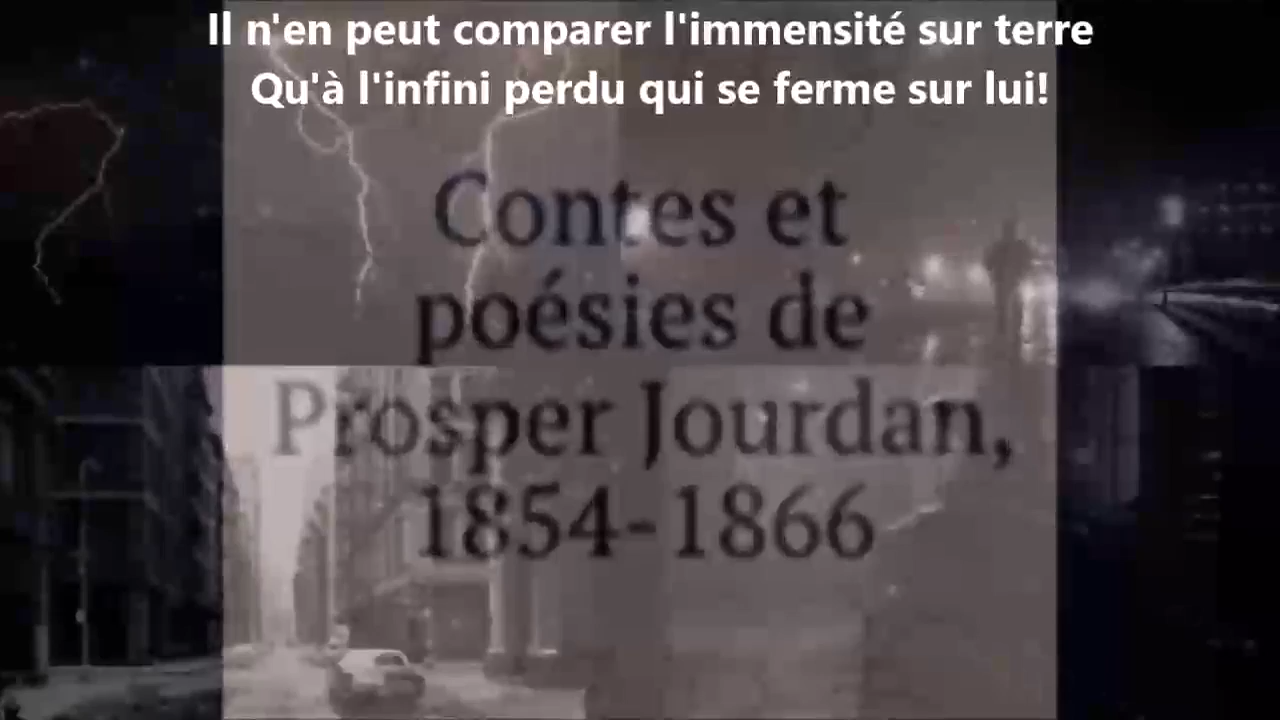 Il n'en peut comparer l'immensité sur terre
Qu'à l'infini perdu qui se ferme sur lui!
Contes et
poésies de
Prosper Jourdan,
1854-1866